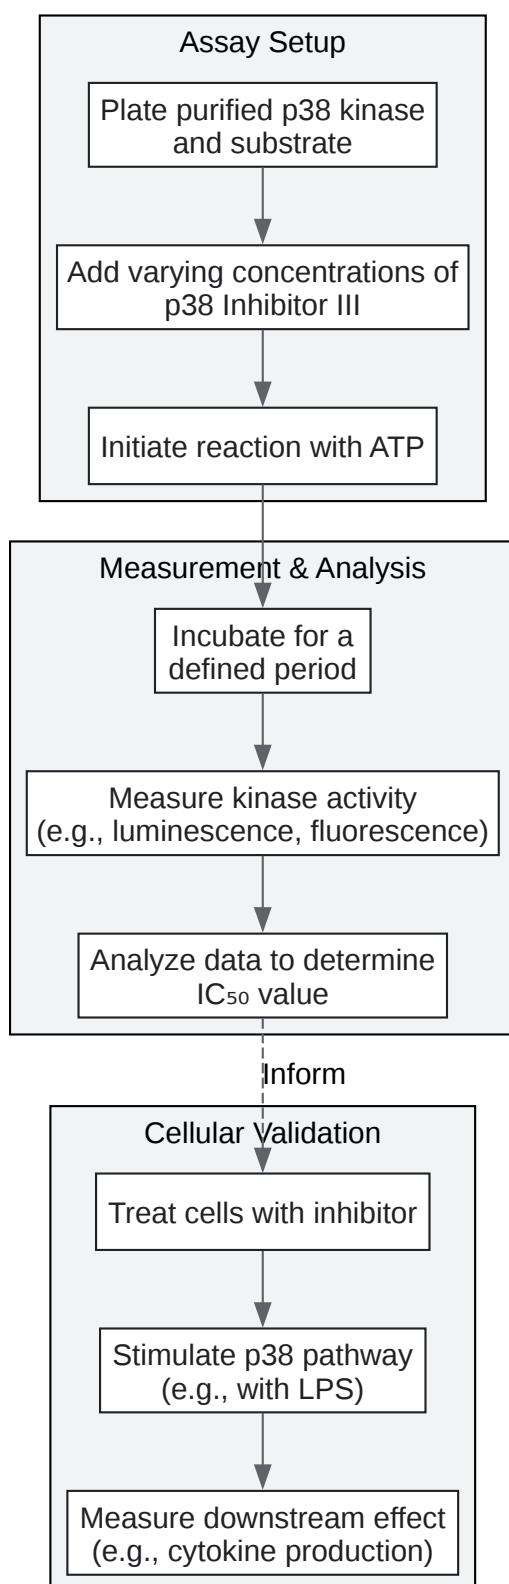 Assay Setup
Plate purified p38 kinase
and substrate
Add varying concentrations of
p38 Inhibitor III
Initiate reaction with ATP
Measurement & Analysis
Incubate for a
defined period
Measure kinase activity
(e.g., luminescence, fluorescence)
Analyze data to determine
IC₅₀ value
Inform
Cellular Validation
Treat cells with inhibitor
Stimulate p38 pathway
(e.g., with LPS)
Measure downstream effect
(e.g., cytokine production)